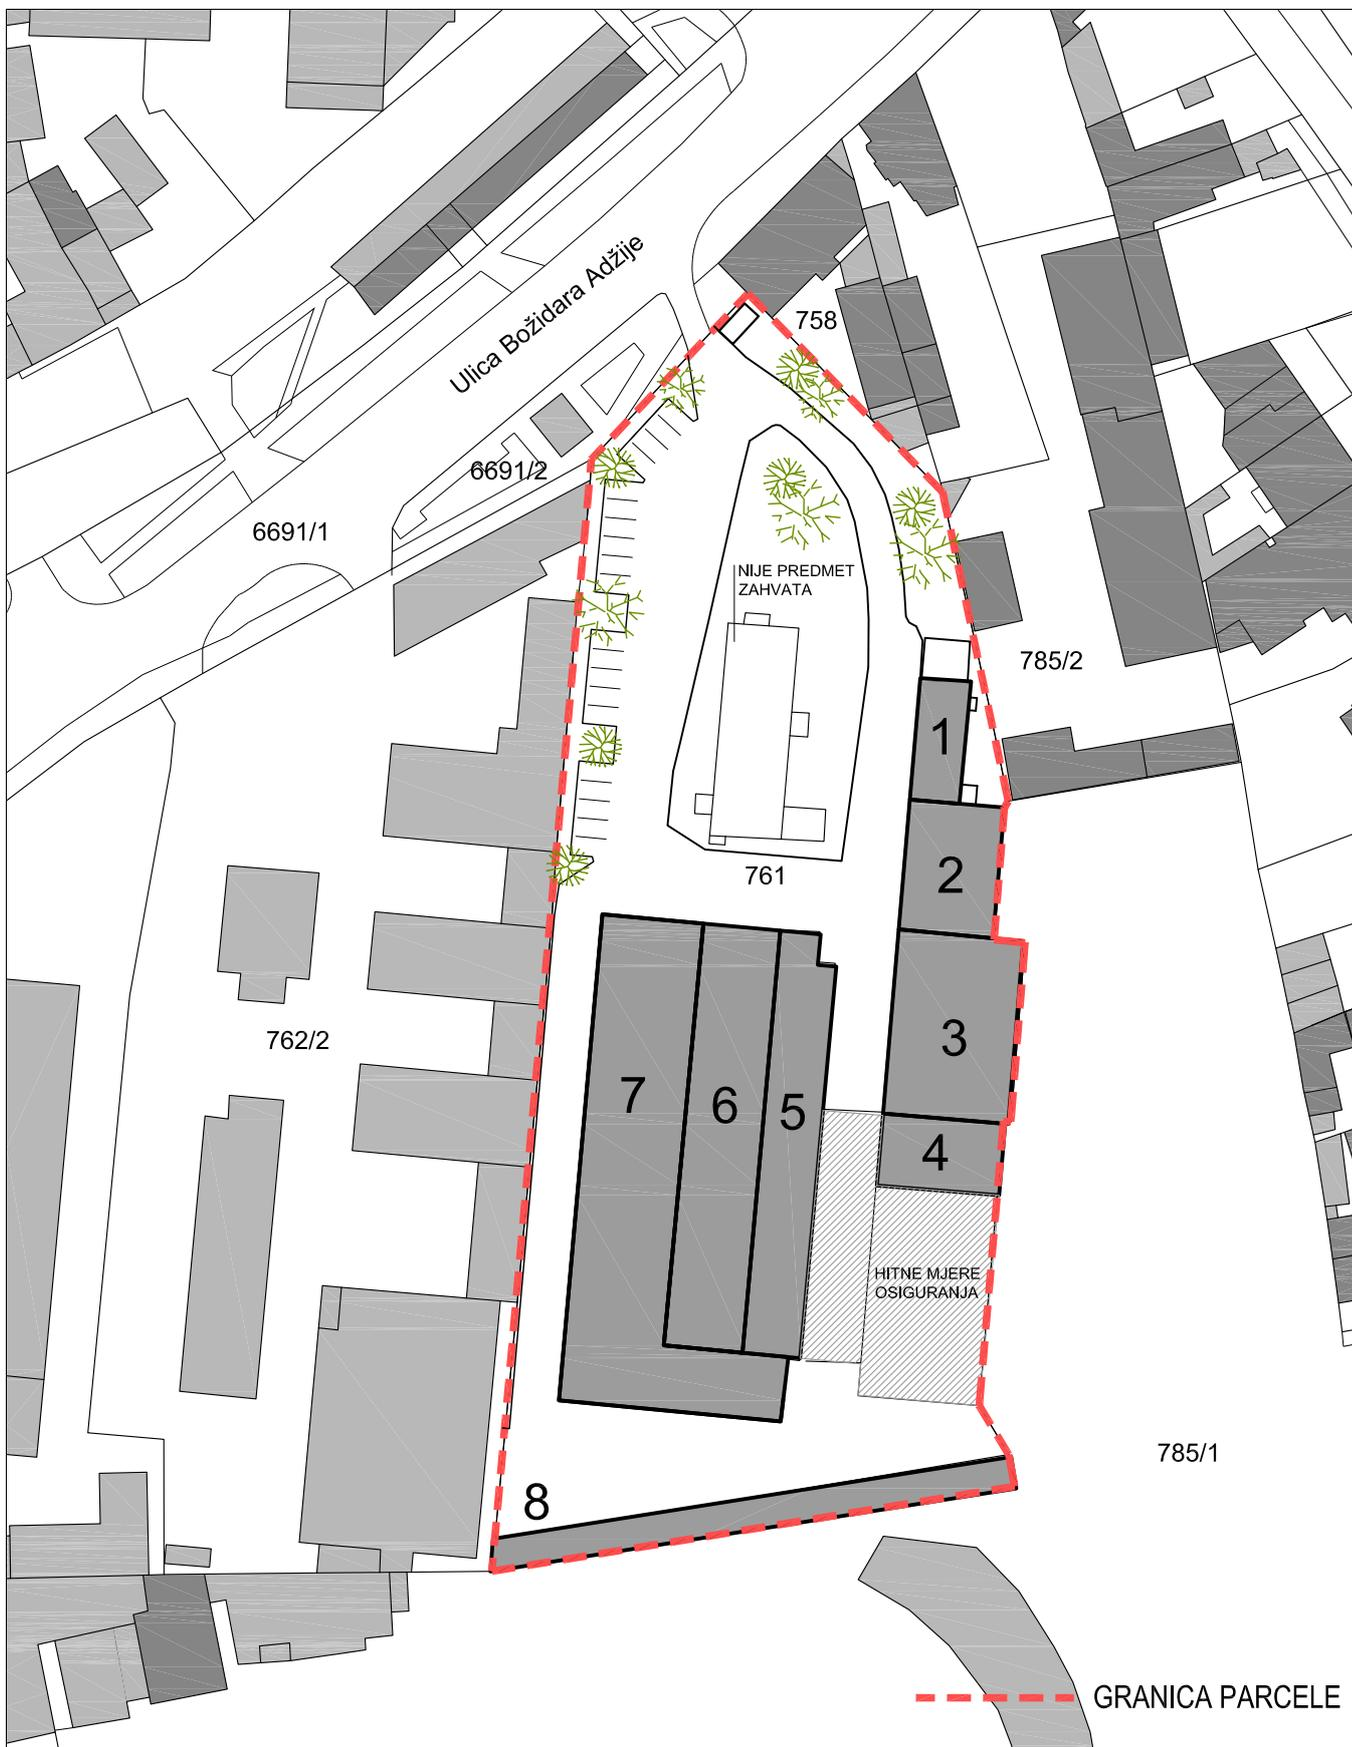 Ulica Božidara Adžije
758
6691/2
6691/1
NIJE PREDMET
ZAHVATA
785/2
1
2
761
3
762/2
7
6
5
4
HITNE MJERE
OSIGURANJA
785/1
8
GRANICA PARCELE